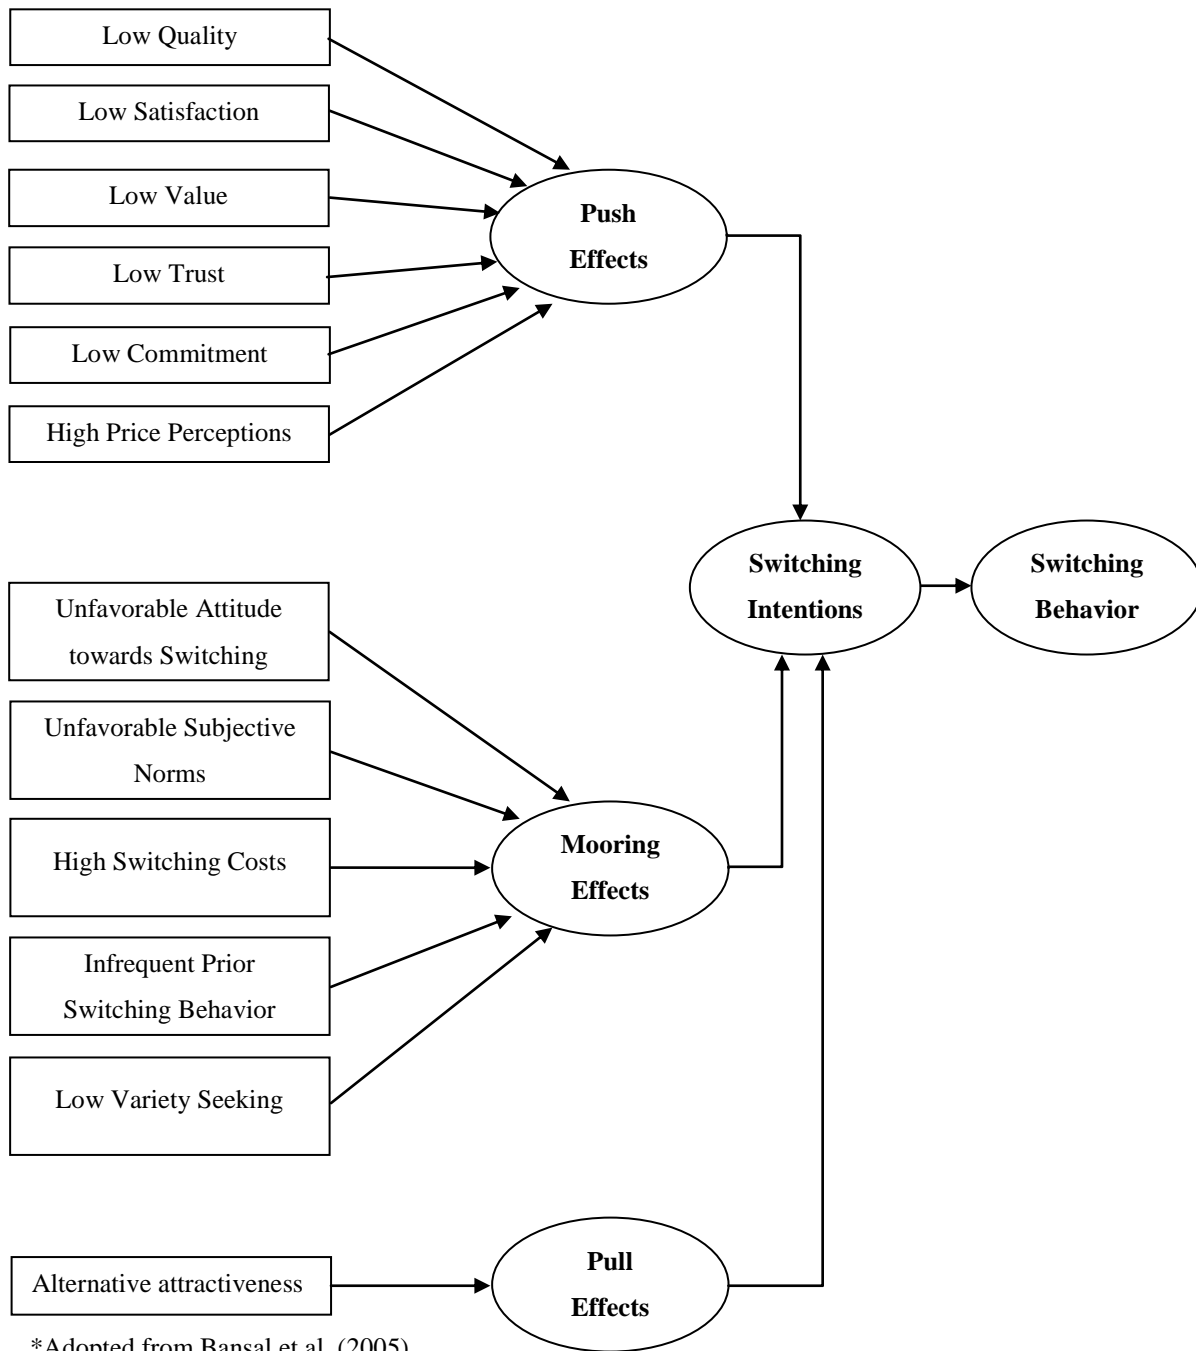 Low Quality
Low Satisfaction
Low Value
Low Trust
Low Commitment
High Price Perceptions
Push
Effects
Switching
Intentions
Switching
Behavior
Unfavorable Attitude
towards Switching
Unfavorable Subjective
Norms
High Switching Costs
Infrequent Prior
Switching Behavior
Low Variety Seeking
Mooring
Effects
Alternative attractiveness
Pull
Effects
*Adopted from Bansal et al. (2005)